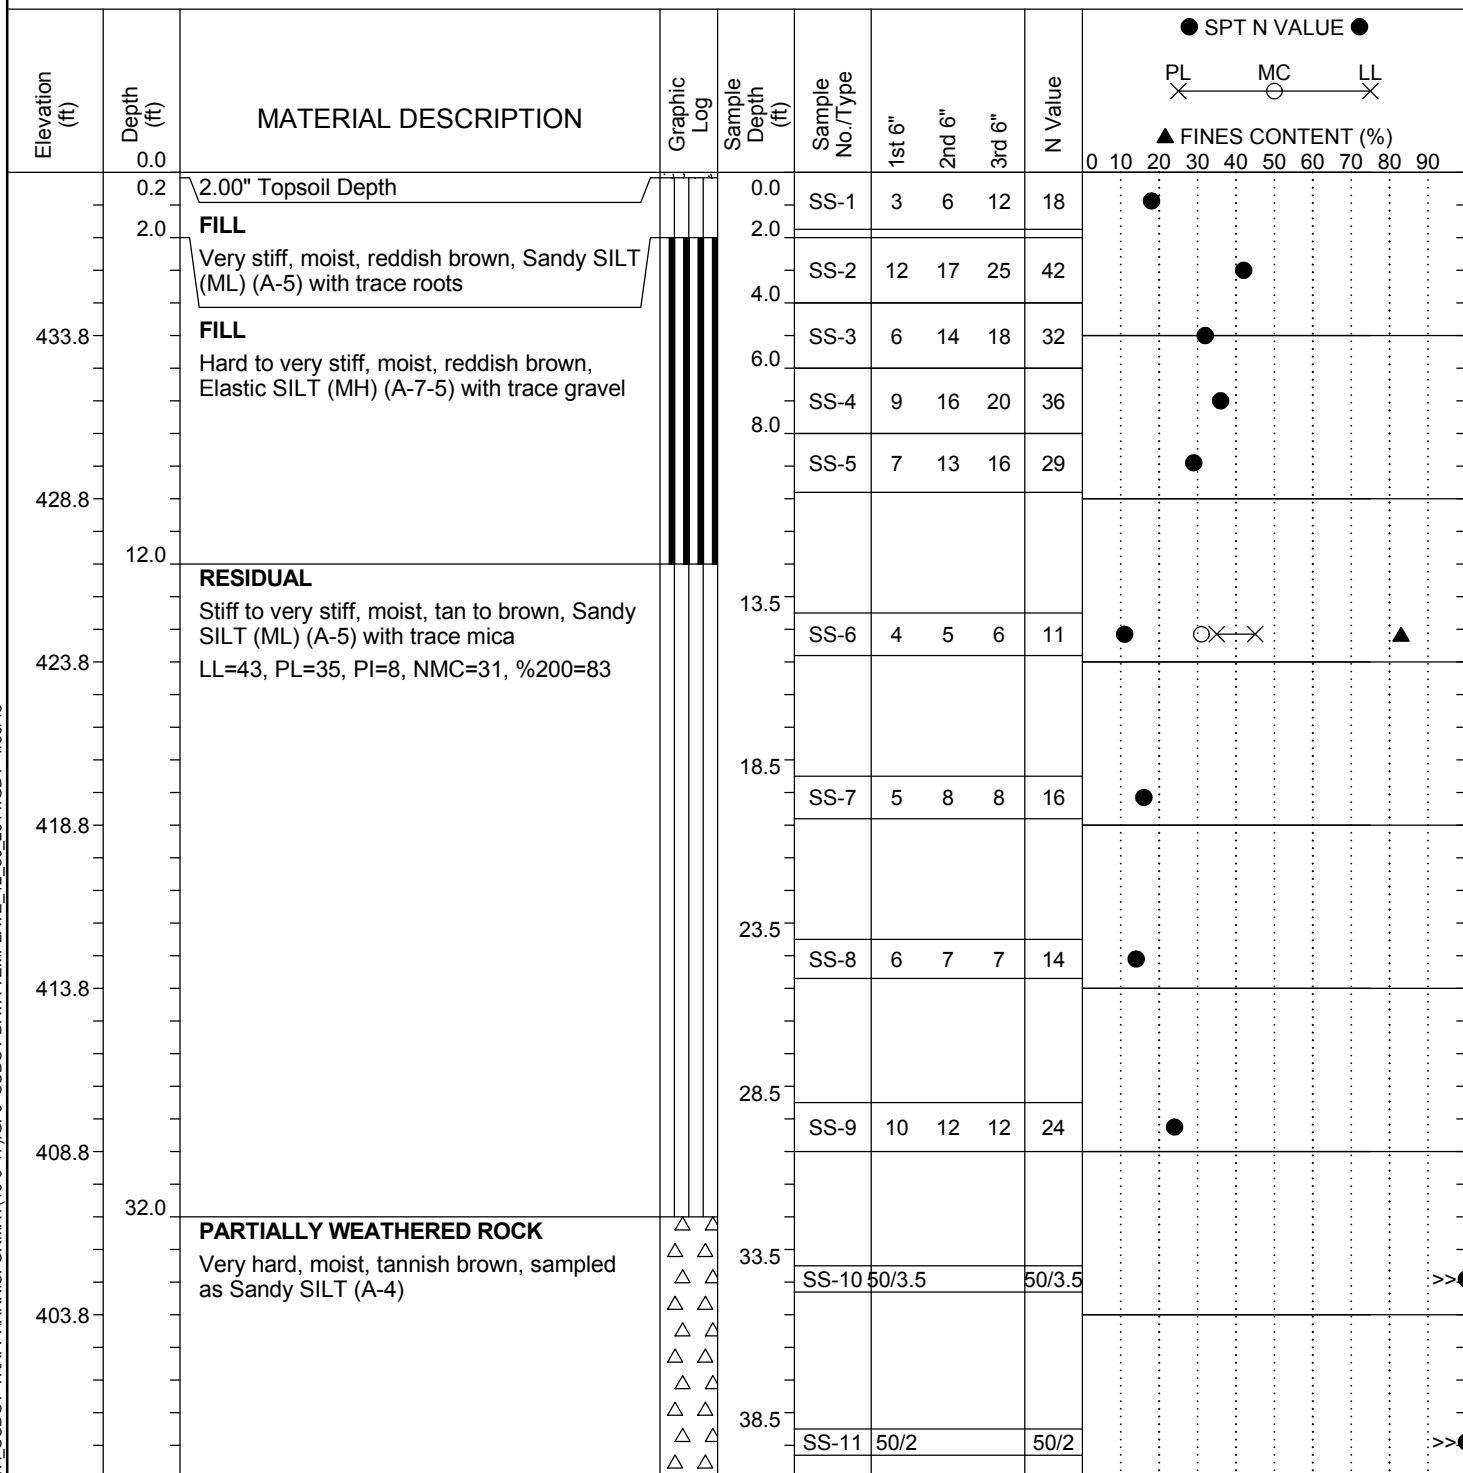 ● SPT N VALUE ●
PL MC LL
▲ FINES CONTENT (%)
Elevation (ft)
Depth (ft)
MATERIAL DESCRIPTION
Graphic Log
Sample Depth (ft)
Sample No./Type
1st 6"
2nd 6"
3rd 6"
N Value
0.0
0 10 20 30 40 50 60 70 80 90
0.2 2.00" Topsoil Depth 0.0
SS-1 3 6 12 18
2.0 FILL 2.0
Very stiff, moist, reddish brown, Sandy SILT
(ML) (A-5) with trace roots
SS-2 12 17 25 42
4.0
FILL
433.8 SS-3 6 14 18 32
Hard to very stiff, moist, reddish brown,
Elastic SILT (MH) (A-7-5) with trace gravel
6.0
SS-4 9 16 20 36
8.0
SS-5 7 13 16 29
428.8
12.0
RESIDUAL
Stiff to very stiff, moist, tan to brown, Sandy
SILT (ML) (A-5) with trace mica
13.5
SS-6 4 5 6 11
423.8
LL=43, PL=35, PI=8, NMC=31, %200=83
18.5
SS-7 5 8 8 16
418.8
23.5
SS-8 6 7 7 14
413.8
28.5
SS-9 10 12 12 24
408.8
32.0
PARTIALLY WEATHERED ROCK
Very hard, moist, tannish brown, sampled
as Sandy SILT (A-4)
33.5
SS-10 50/3.5 50/3.5 >>
403.8
38.5
SS-11 50/2 50/2 >>